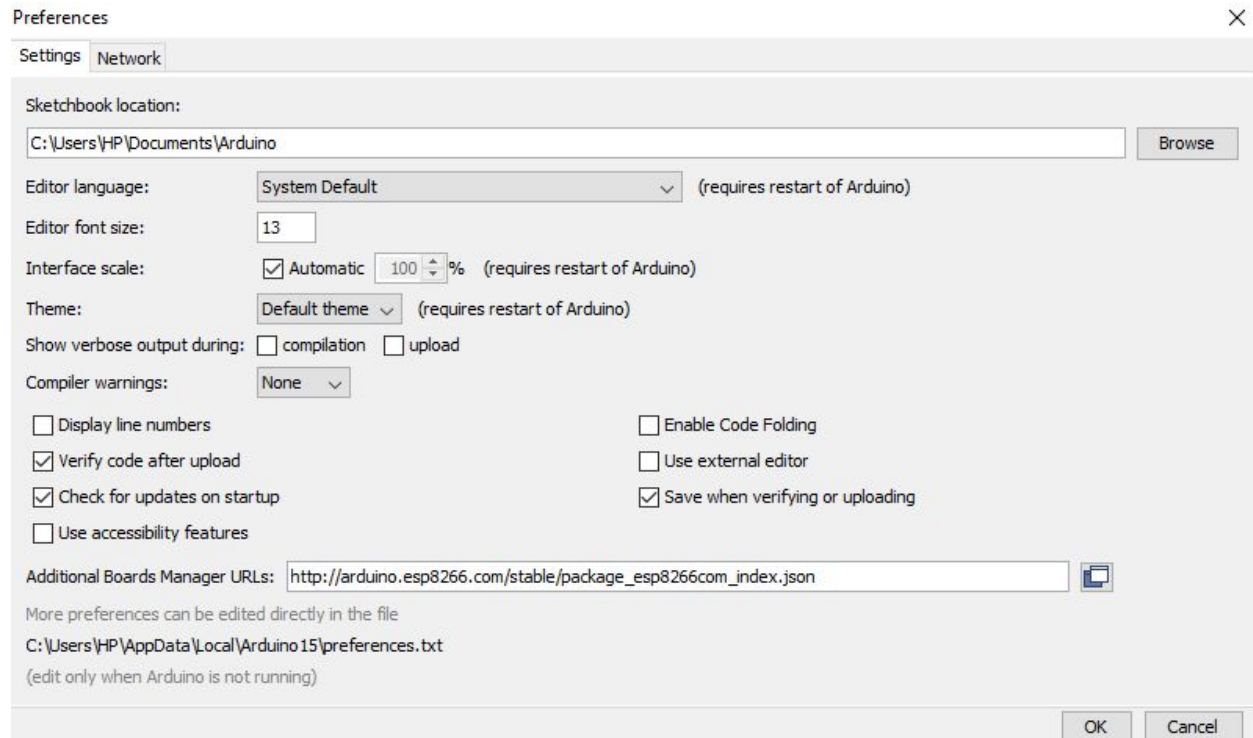 Preferences
Settings Network
Sketchbook location:
C:\Users\HP\Documents\Arduino Browse
Editor language: System Default (requires restart of Arduino)
Editor font size: 13
Interface scale: Automatic 100 % (requires restart of Arduino)
Theme: Default theme (requires restart of Arduino)
Show verbose output during: compilation upload
Compiler warnings: None
Display line numbers Enable Code Folding
Verify code after upload Use external editor
Check for updates on startup Save when verifying or uploading
Use accessibility features
Additional Boards Manager URLs: http://arduino.esp8266.com/stable/package_esp8266com_index.json
More preferences can be edited directly in the file
C:\Users\HP\AppData\Local\Arduino15\preferences.txt
(edit only when Arduino is not running)
OK Cancel